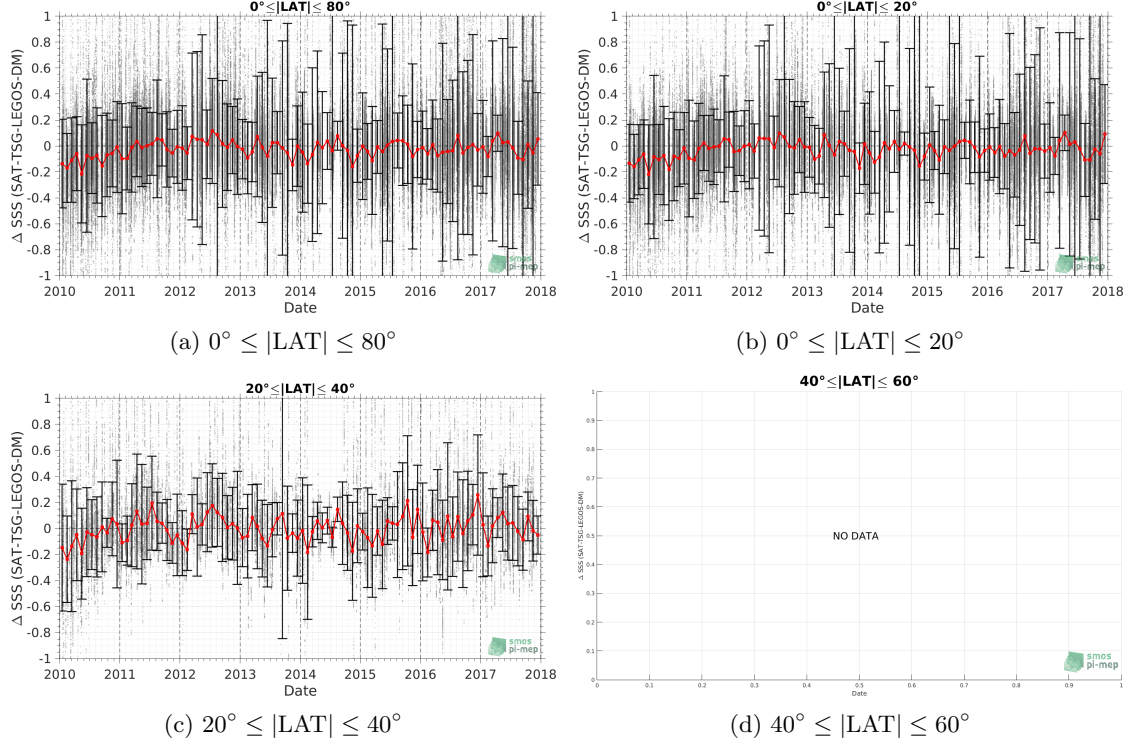 0°≤|LAT|≤ 80°
Δ SSS (SAT-TSG-LEGOS-DM)
1
0.8
0.6
0.4
0.2
0
-0.2
-0.4
-0.6
-0.8
-1
2010 2011 2012 2013 2014 2015 2016 2017 2018
Date
smos
pi-mep
(a) 0° ≤ |LAT| ≤ 80°
0°≤|LAT|≤ 20°
Δ SSS (SAT-TSG-LEGOS-DM)
1
0.8
0.6
0.4
0.2
0
-0.2
-0.4
-0.6
-0.8
-1
2010 2011 2012 2013 2014 2015 2016 2017 2018
Date
smos
pi-mep
(b) 0° ≤ |LAT| ≤ 20°
20°≤|LAT|≤ 40°
Δ SSS (SAT-TSG-LEGOS-DM)
1
0.8
0.6
0.4
0.2
0
-0.2
-0.4
-0.6
-0.8
-1
2010 2011 2012 2013 2014 2015 2016 2017 2018
Date
smos
pi-mep
(c) 20° ≤ |LAT| ≤ 40°
40°≤|LAT|≤ 60°
Δ SSS (SAT-TSG-LEGOS-DM)
1
0.9
0.8
0.7
0.6
0.5
0.4
0.3
0.2
0.1
0
NO DATA
0 0.1 0.2 0.3 0.4 0.5 0.6 0.7 0.8 0.9 1
Date
smos
pi-mep
(d) 40° ≤ |LAT| ≤ 60°